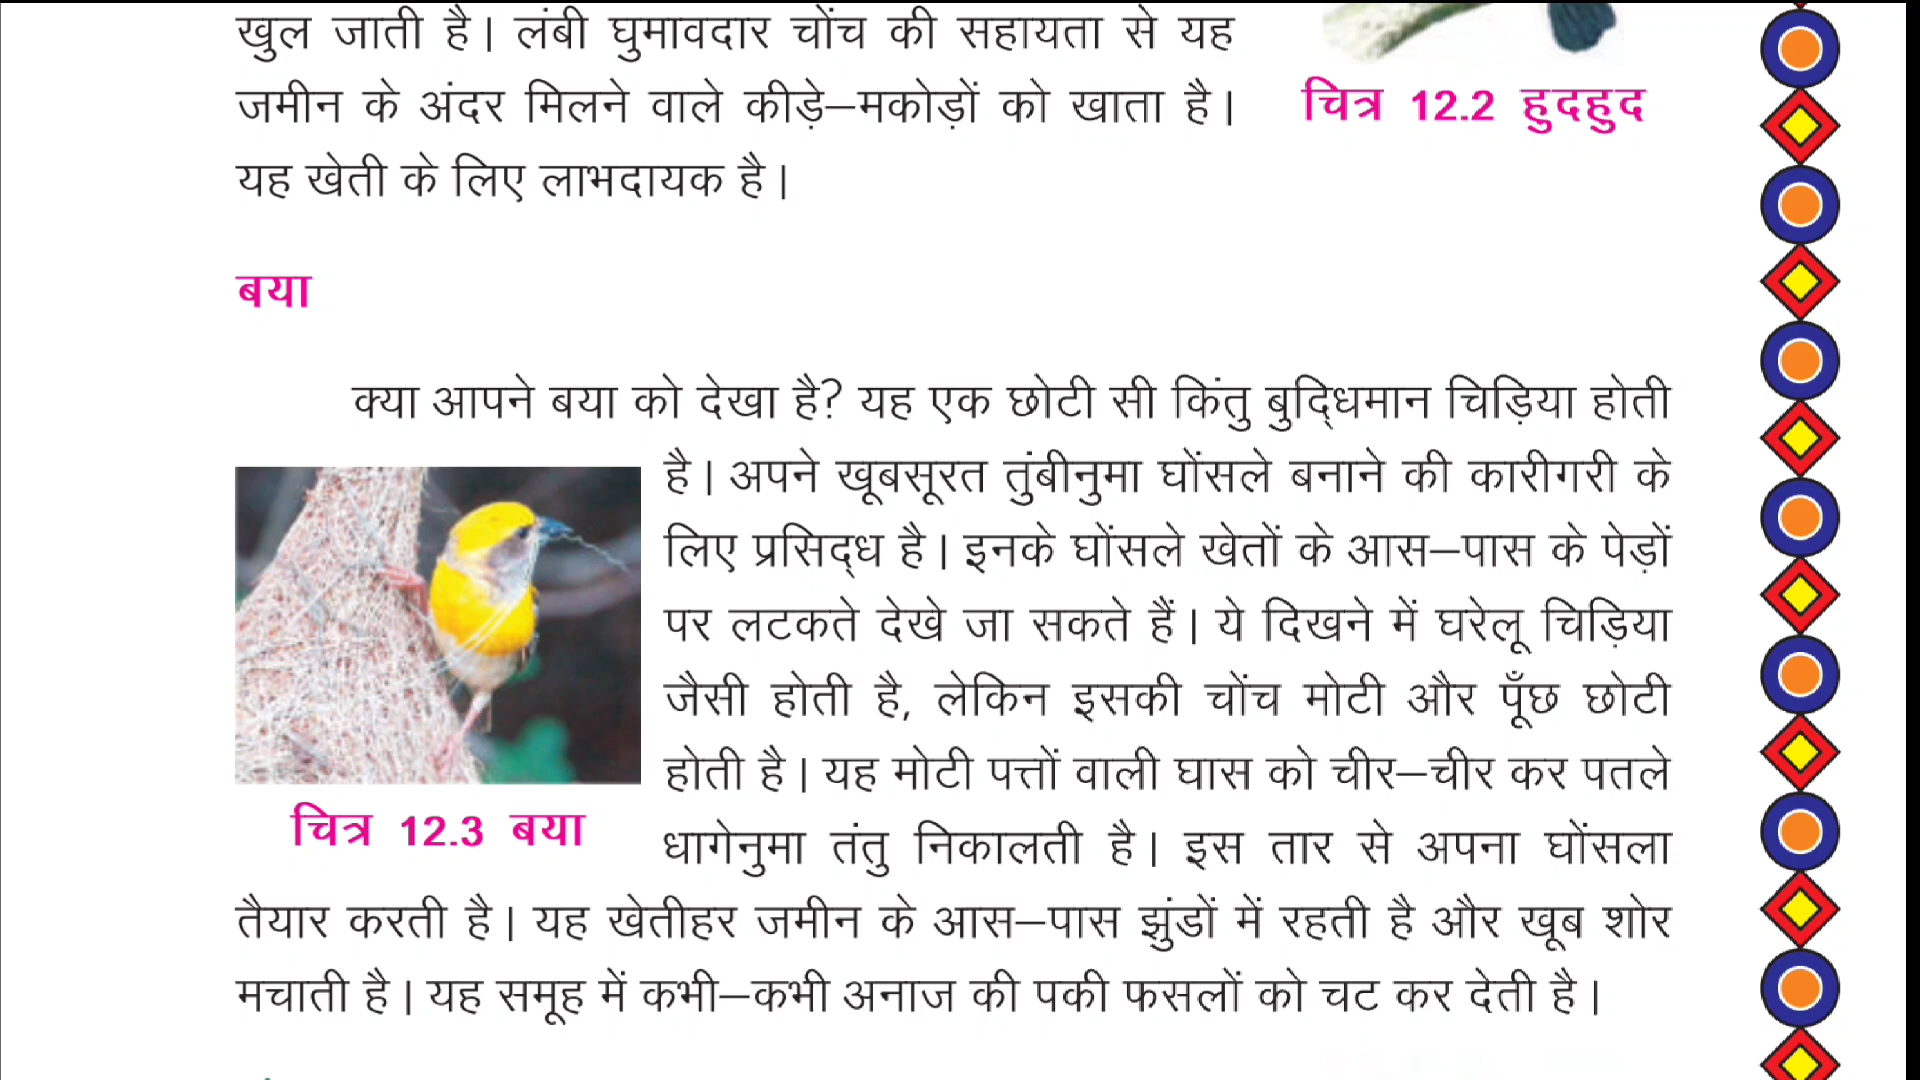 खुल जाती है। लंबी घुमावदार चोंच की सहायता से यह
जमीन के अंदर मिलने वाले कीड़े–मकोड़ों को खाता है।
यह खेती के लिए लाभदायक है।
चित्र 12.2 हुदहुद
बया
क्या आपने बया को देखा है? यह एक छोटी सी किंतु बुद्धिमान चिड़िया होती
है। अपने खूबसूरत तुंबीनुमा घोंसले बनाने की कारीगरी के
लिए प्रसिद्ध है। इनके घोंसले खेतों के आस–पास के पेड़ों
पर लटकते देखे जा सकते हैं। ये दिखने में घरेलू चिड़िया
जैसी होती है, लेकिन इसकी चोंच मोटी और पूँछ छोटी
होती है। यह मोटी पत्तों वाली घास को चीर–चीर कर पतले
धागेनुमा तंतु निकालती है। इस तार से अपना घोंसला
तैयार करती है। यह खेतीहर जमीन के आस–पास झुंडों में रहती है और खूब शोर
मचाती है। यह समूह में कभी–कभी अनाज की पकी फसलों को चट कर देती है।
चित्र 12.3 बया